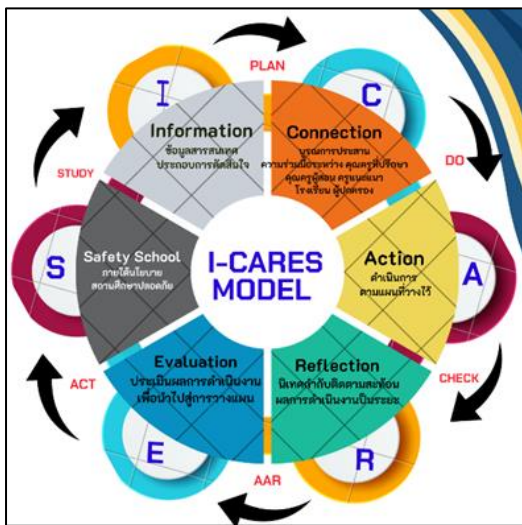 PLAN
I
C
Information
ข้อมูลสารสนเทศ
ประกอบการตัดสินใจ
Connection
บูรณการประสาน
ความร่วมมือระหว่าง คุณครูที่ปรึกษา
คุณครูผู้สอน ครูแนะแนว
โรงเรียน ผู้ปกครอง
STUDY
DO
S
Safety School
ภายใต้นโยบาย
สถานศึกษาปลอดภัย
I-CARES
MODEL
Action
ดำเนินการ
ตามแผนที่วางไว้
A
Evaluation
ประเมินผลการดำเนินงาน
เพื่อนำไปสู่การวางแผน
Reflection
นิเทศกำกับติดตามสะท้อน
ผลการดำเนินงานเป็นระยะ
ACT
CHECK
E
R
AAR